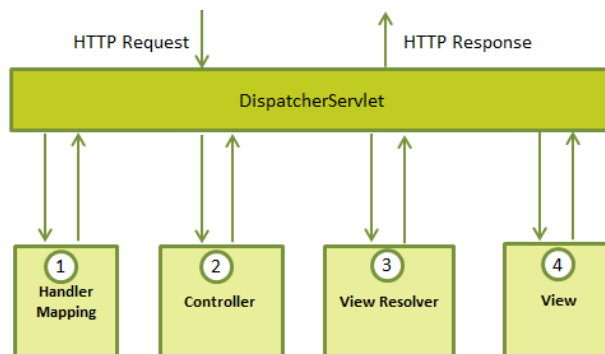 HTTP Request
HTTP Response
DispatcherServlet
1
Handler
Mapping
2
Controller
3
View Resolver
4
View